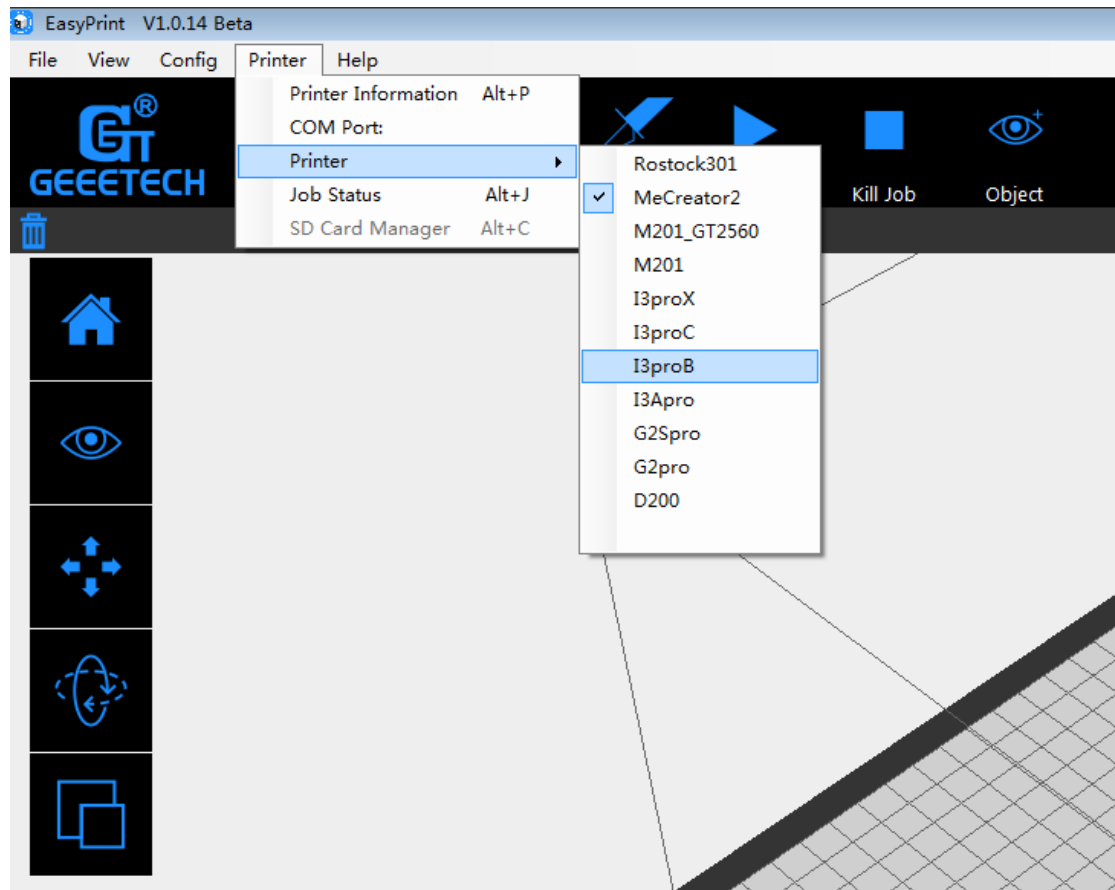 EasyPrint V1.0.14 Beta
File View Config Printer Help
GEEETECH
®
Printer Information Alt+P
COM Port:
Printer
Job Status Alt+J
SD Card Manager Alt+C
Rostock301
MeCreator2
M201_GT2560
M201
I3proX
I3proC
I3proB
I3Apro
G2Spro
G2pro
D200
Kill Job
Object